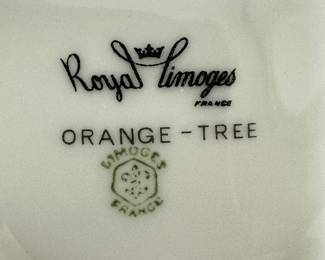 Royal Limoges
FRANCE
ORANGE-TREE
LIMOGES
FRANCE